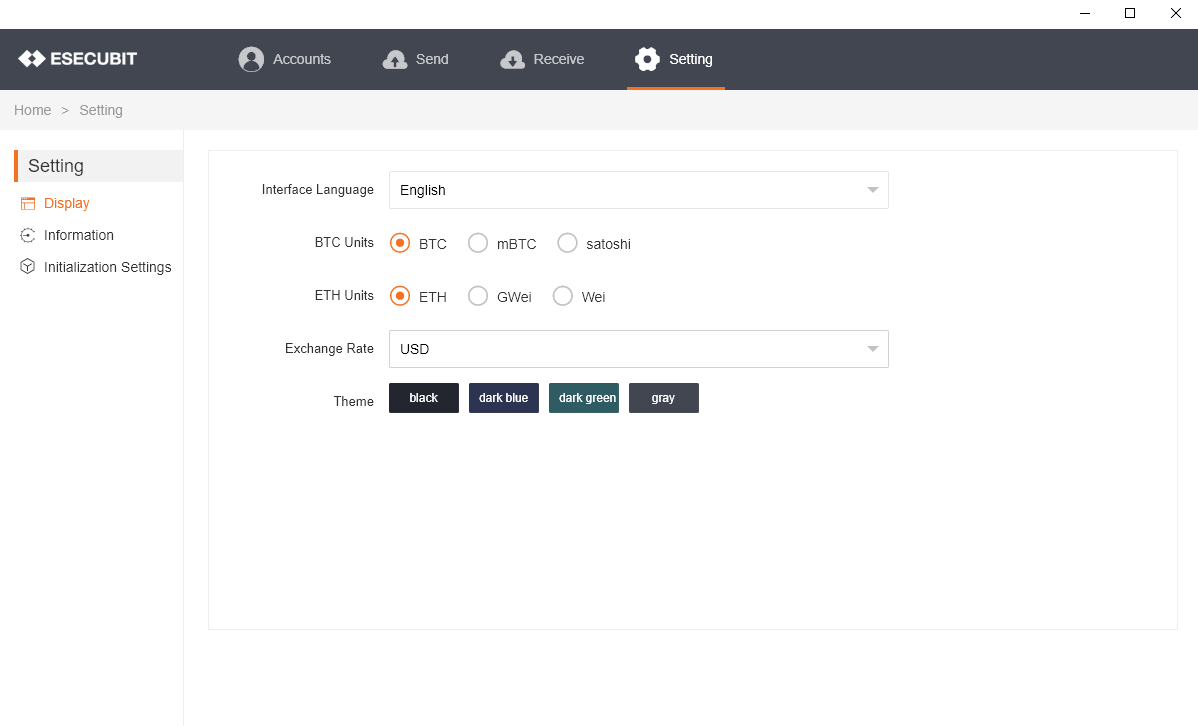 ESECUBIT Accounts Send Receive Setting
Home > Setting
Setting
Display
Information
Initialization Settings
Interface Language English
BTC Units BTC mBTC satoshi
ETH Units ETH GWei Wei
Exchange Rate USD
Theme black dark blue dark green gray